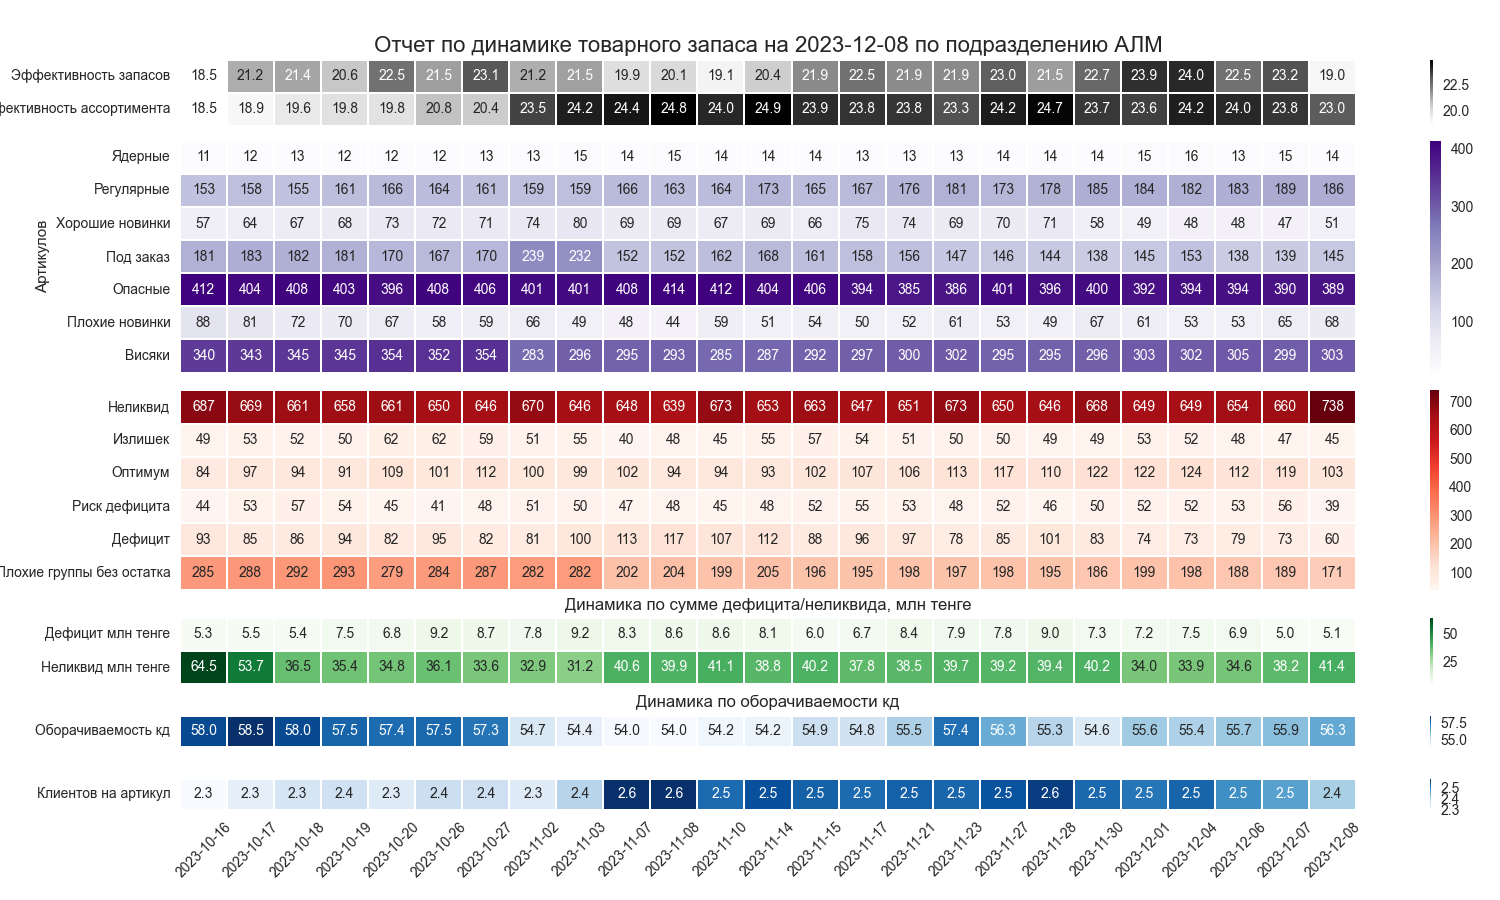 Отчет по динамике товарного запаса на 2023-12-08 по подразделению АЛМ
Эффективность запасов 18.5 21.2 21.4 20.6 22.5 21.5 23.1 21.2 21.5 19.9 20.1 19.1 20.4 21.9 22.5 21.9 21.9 23.0 21.5 22.7 23.9 24.0 22.5 23.2 19.0
фективность ассортимента 18.5 18.9 19.6 19.8 19.8 20.8 20.4 23.5 24.2 24.4 24.8 24.0 24.9 23.9 23.8 23.8 23.3 24.2 24.7 23.7 23.6 24.2 24.0 23.8 23.0
22.5
20.0
Артикулов
Ядерные 11 12 13 12 12 12 13 13 15 14 15 14 14 14 13 13 13 14 14 14 15 16 13 15 14
Регулярные 153 158 155 161 166 164 161 159 159 166 163 164 173 165 167 176 181 173 178 185 184 182 183 189 186
Хорошие новинки 57 64 67 68 73 72 71 74 80 69 69 67 69 66 75 74 69 70 71 58 49 48 48 47 51
Под заказ 181 183 182 181 170 167 170 239 232 152 152 162 168 161 158 156 147 146 144 138 145 153 138 139 145
Опасные 412 404 408 403 396 408 406 401 401 408 414 412 404 406 394 385 386 401 396 400 392 394 394 390 389
Плохие новинки 88 81 72 70 67 58 59 66 49 48 44 59 51 54 50 52 61 53 49 67 61 53 53 65 68
Висяки 340 343 345 345 354 352 354 283 296 295 293 285 287 292 297 300 302 295 295 296 303 302 305 299 303
400
300
200
100
Неликвид 687 669 661 658 661 650 646 670 646 648 639 673 653 663 647 651 673 650 646 668 649 649 654 660 738
Излишек 49 53 52 50 62 62 59 51 55 40 48 45 55 57 54 51 50 50 49 49 53 52 48 47 45
Оптимум 84 97 94 91 109 101 112 100 99 102 94 94 93 102 107 106 113 117 110 122 122 124 112 119 103
Риск дефицита 44 53 57 54 45 41 48 51 50 47 48 45 48 52 55 53 48 52 46 50 52 52 53 56 39
Дефицит 93 85 86 94 82 95 82 81 100 113 117 107 112 88 96 97 78 85 101 83 74 73 79 73 60
Плохие группы без остатка 285 288 292 293 279 284 287 282 282 202 204 199 205 196 195 198 197 198 195 186 199 198 188 189 171
700
600
500
400
300
200
100
Динамика по сумме дефицита/неликвида, млн тенге
Дефицит млн тенге 5.3 5.5 5.4 7.5 6.8 9.2 8.7 7.8 9.2 8.3 8.6 8.6 8.1 6.0 6.7 8.4 7.9 7.8 9.0 7.3 7.2 7.5 6.9 5.0 5.1
Неликвид млн тенге 64.5 53.7 36.5 35.4 34.8 36.1 33.6 32.9 31.2 40.6 39.9 41.1 38.8 40.2 37.8 38.5 39.7 39.2 39.4 40.2 34.0 33.9 34.6 38.2 41.4
50
25
Динамика по оборачиваемости кд
Оборачиваемость кд 58.0 58.5 58.0 57.5 57.4 57.5 57.3 54.7 54.4 54.0 54.0 54.2 54.2 54.9 54.8 55.5 57.4 56.3 55.3 54.6 55.6 55.4 55.7 55.9 56.3
57.5
55.0
Клиентов на артикул 2.3 2.3 2.3 2.4 2.3 2.4 2.4 2.3 2.4 2.6 2.6 2.5 2.5 2.5 2.5 2.5 2.5 2.5 2.6 2.5 2.5 2.5 2.5 2.5 2.4
2.5
2.4
2.3
2023-10-16 2023-10-17 2023-10-18 2023-10-19 2023-10-20 2023-10-26 2023-10-27 2023-11-02 2023-11-03 2023-11-07 2023-11-08 2023-11-10 2023-11-14 2023-11-15 2023-11-17 2023-11-21 2023-11-23 2023-11-27 2023-11-28 2023-11-30 2023-12-01 2023-12-04 2023-12-06 2023-12-07 2023-12-08